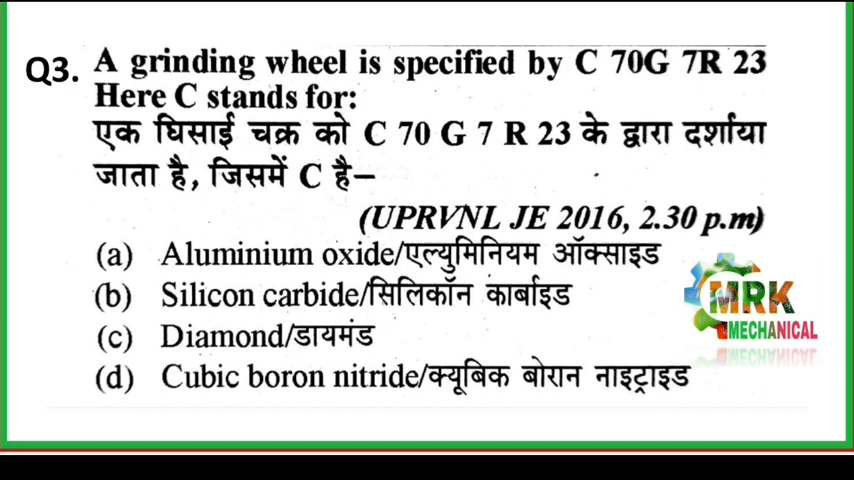 Q3. A grinding wheel is specified by C 70G 7R 23
Here C stands for:
एक घिसाई चक्र को C 70 G 7 R 23 के द्वारा दर्शाया
जाता है, जिसमें C है–
(UPRVNL JE 2016, 2.30 p.m)
(a) Aluminium oxide/एल्युमिनियम ऑक्साइड
(b) Silicon carbide/सिलिकॉन कार्बाइड
(c) Diamond/डायमंड
(d) Cubic boron nitride/क्यूबिक बोरान नाइट्राइड
MRK
MECHANICAL